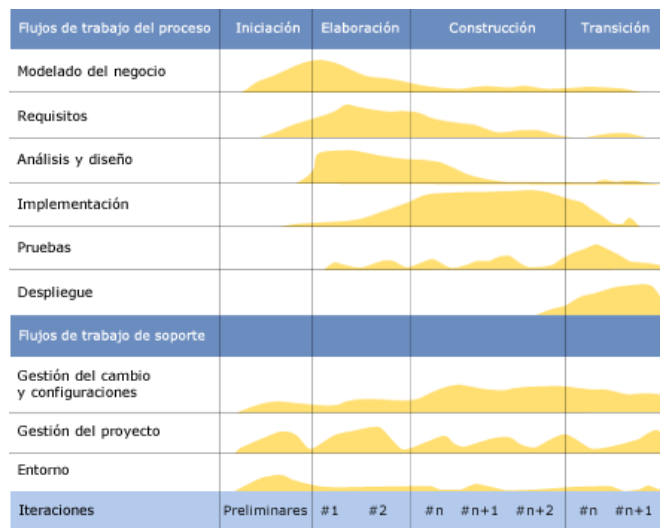 Flujos de trabajo del proceso Iniciación Elaboración Construcción Transición
Modelado del negocio
Requisitos
Análisis y diseño
Implementación
Pruebas
Despliegue
Flujos de trabajo de soporte
Gestión del cambio
y configuraciones
Gestión del proyecto
Entorno
Iteraciones Preliminares #1 #2 #n #n+1 #n+2 #n #n+1